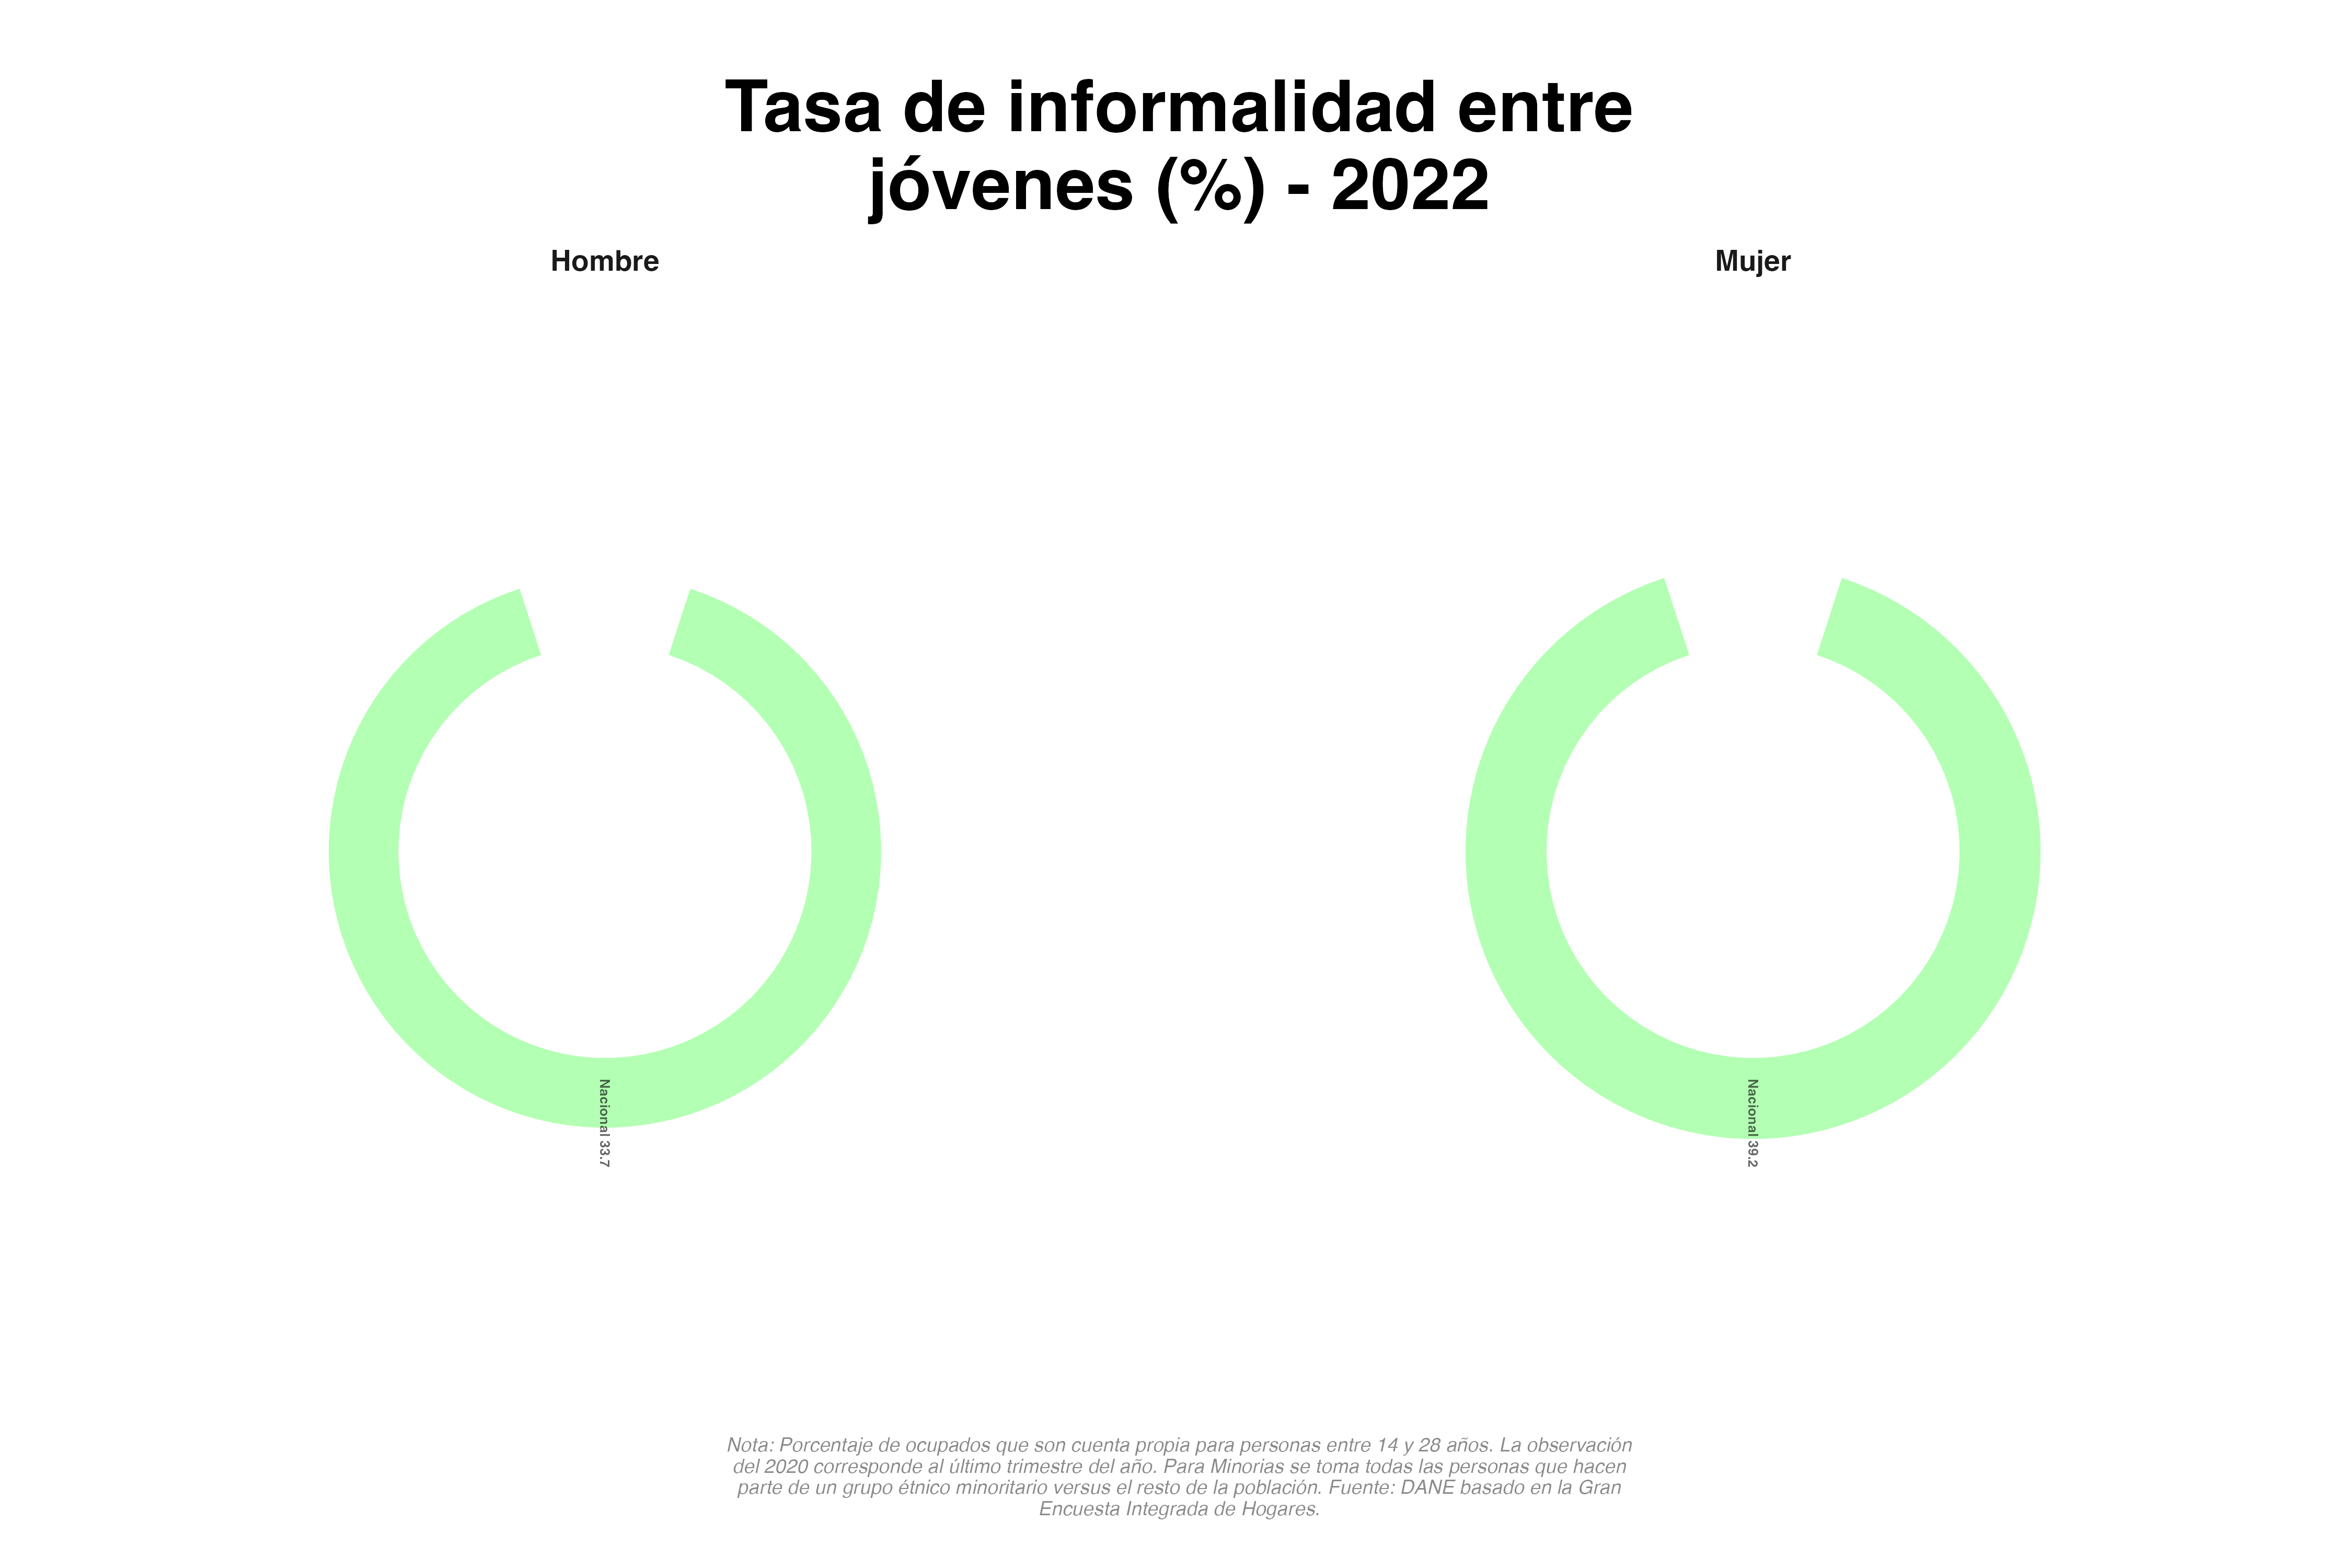 Tasa de informalidad entre
jóvenes (%) - 2022
Hombre
Mujer
Nacional 33.7
Nacional 39.2
Nota: Porcentaje de ocupados que son cuenta propia para personas entre 14 y 28 años. La observación
del 2020 corresponde al último trimestre del año. Para Minorias se toma todas las personas que hacen
parte de un grupo étnico minoritario versus el resto de la población. Fuente: DANE basado en la Gran
Encuesta Integrada de Hogares.